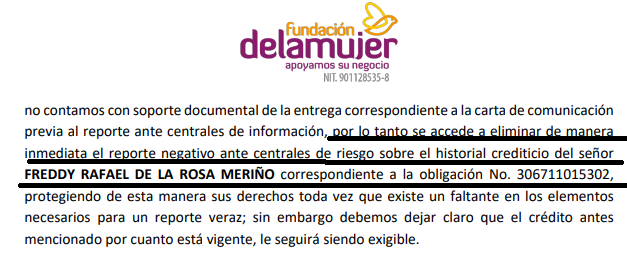 fundación
delamujer
apoyamos su negocio
NIT. 901128535-8
no contamos con soporte documental de la entrega correspondiente a la carta de comunicación
previa al reporte ante centrales de información, por lo tanto se accede a eliminar de manera
inmediata el reporte negativo ante centrales de riesgo sobre el historial crediticio del señor
FREDDY RAFAEL DE LA ROSA MERIÑO correspondiente a la obligación No. 306711015302,
protegiendo de esta manera sus derechos toda vez que existe un faltante en los elementos
necesarios para un reporte veraz; sin embargo debemos dejar claro que el crédito antes
mencionado por cuanto está vigente, le seguirá siendo exigible.